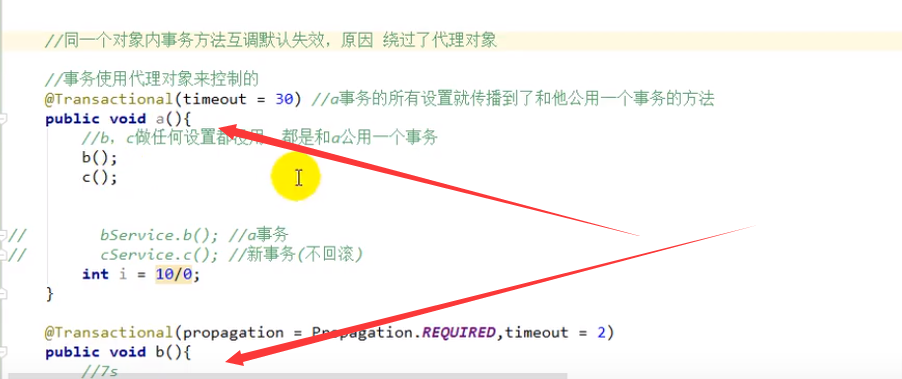 //同一个对象内事务方法互调默认失效，原因 绕过了代理对象
//事务使用代理对象来控制的
@Transactional(timeout = 30) //a事务的所有设置就传播到了和他公用一个事务的方法
public void a(){
//b，c做任何设置都没用，都是和a公用一个事务
b();
c();
// bService.b(); //a事务
// cService.c(); //新事务(不回滚)
int i = 10/0;
}
@Transactional(propagation = Propagation.REQUIRED,timeout = 2)
public void b(){
//7s